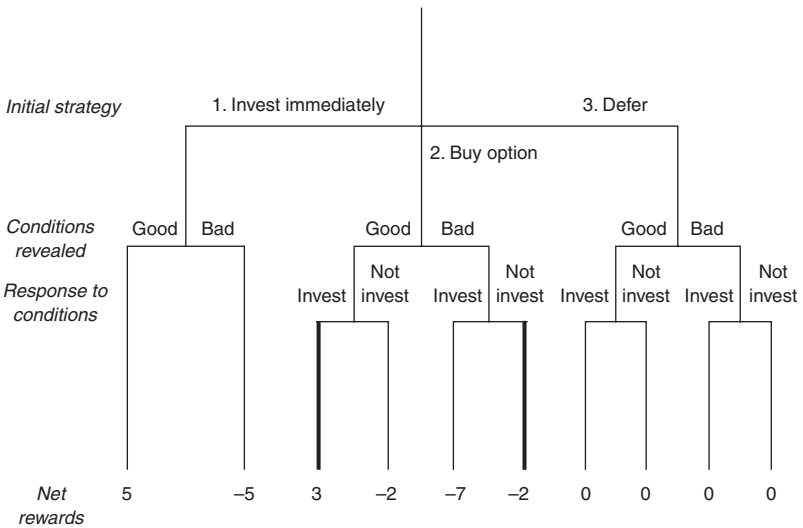 Initial strategy
1. Invest immediately
3. Defer
2. Buy option
Conditions
revealed
Good
Bad
Good
Bad
Good
Bad
Response to
conditions
Invest
Not
invest
Invest
Not
invest
Invest
Not
invest
Invest
Not
invest
Net
rewards
5
–5
3
–2
–7
–2
0
0
0
0